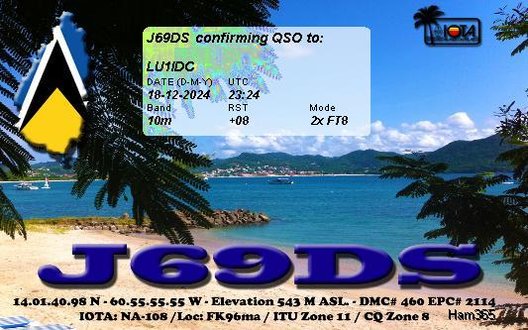 J69DS confirming QSO to:
IOTA
LU1IDC
DATE (D-M-Y) UTC
18-12-2024 23:24
Band RST Mode
10m +08 2x FT8
J69DS
14.01.40.98 N - 60.55.55.55 W - Elevation 543 M ASL. - DMC# 460 EPC# 2114
IOTA: NA-108 /Loc: FK96ma / ITU Zone 11 / CQ Zone 8
Ham365